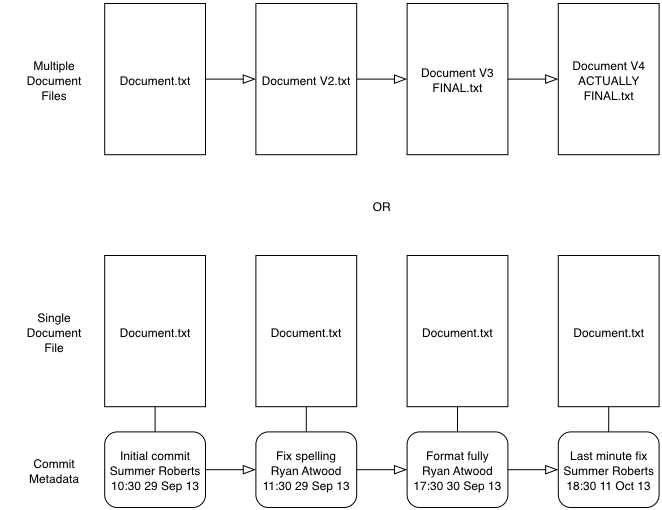 Multiple
Document
Files
Document.txt
Document V2.txt
Document V3
FINAL.txt
Document V4
ACTUALLY
FINAL.txt
OR
Single
Document
File
Document.txt
Document.txt
Document.txt
Document.txt
Commit
Metadata
Initial commit
Summer Roberts
10:30 29 Sep 13
Fix spelling
Ryan Atwood
11:30 29 Sep 13
Format fully
Ryan Atwood
17:30 30 Sep 13
Last minute fix
Summer Roberts
18:30 11 Oct 13